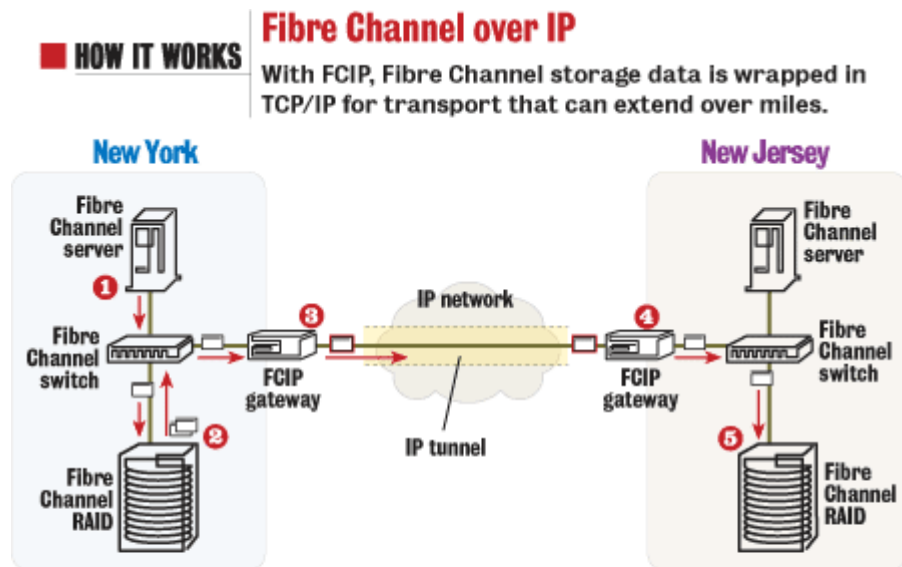 HOW IT WORKS
Fibre Channel over IP
With FCIP, Fibre Channel storage data is wrapped in
TCP/IP for transport that can extend over miles.
New York
New Jersey
Fibre
Channel
server
1
Fibre
Channel
switch
2
Fibre
Channel
RAID
3
FCIP
gateway
IP network
IP tunnel
4
FCIP
gateway
Fibre
Channel
server
Fibre
Channel
switch
5
Fibre
Channel
RAID